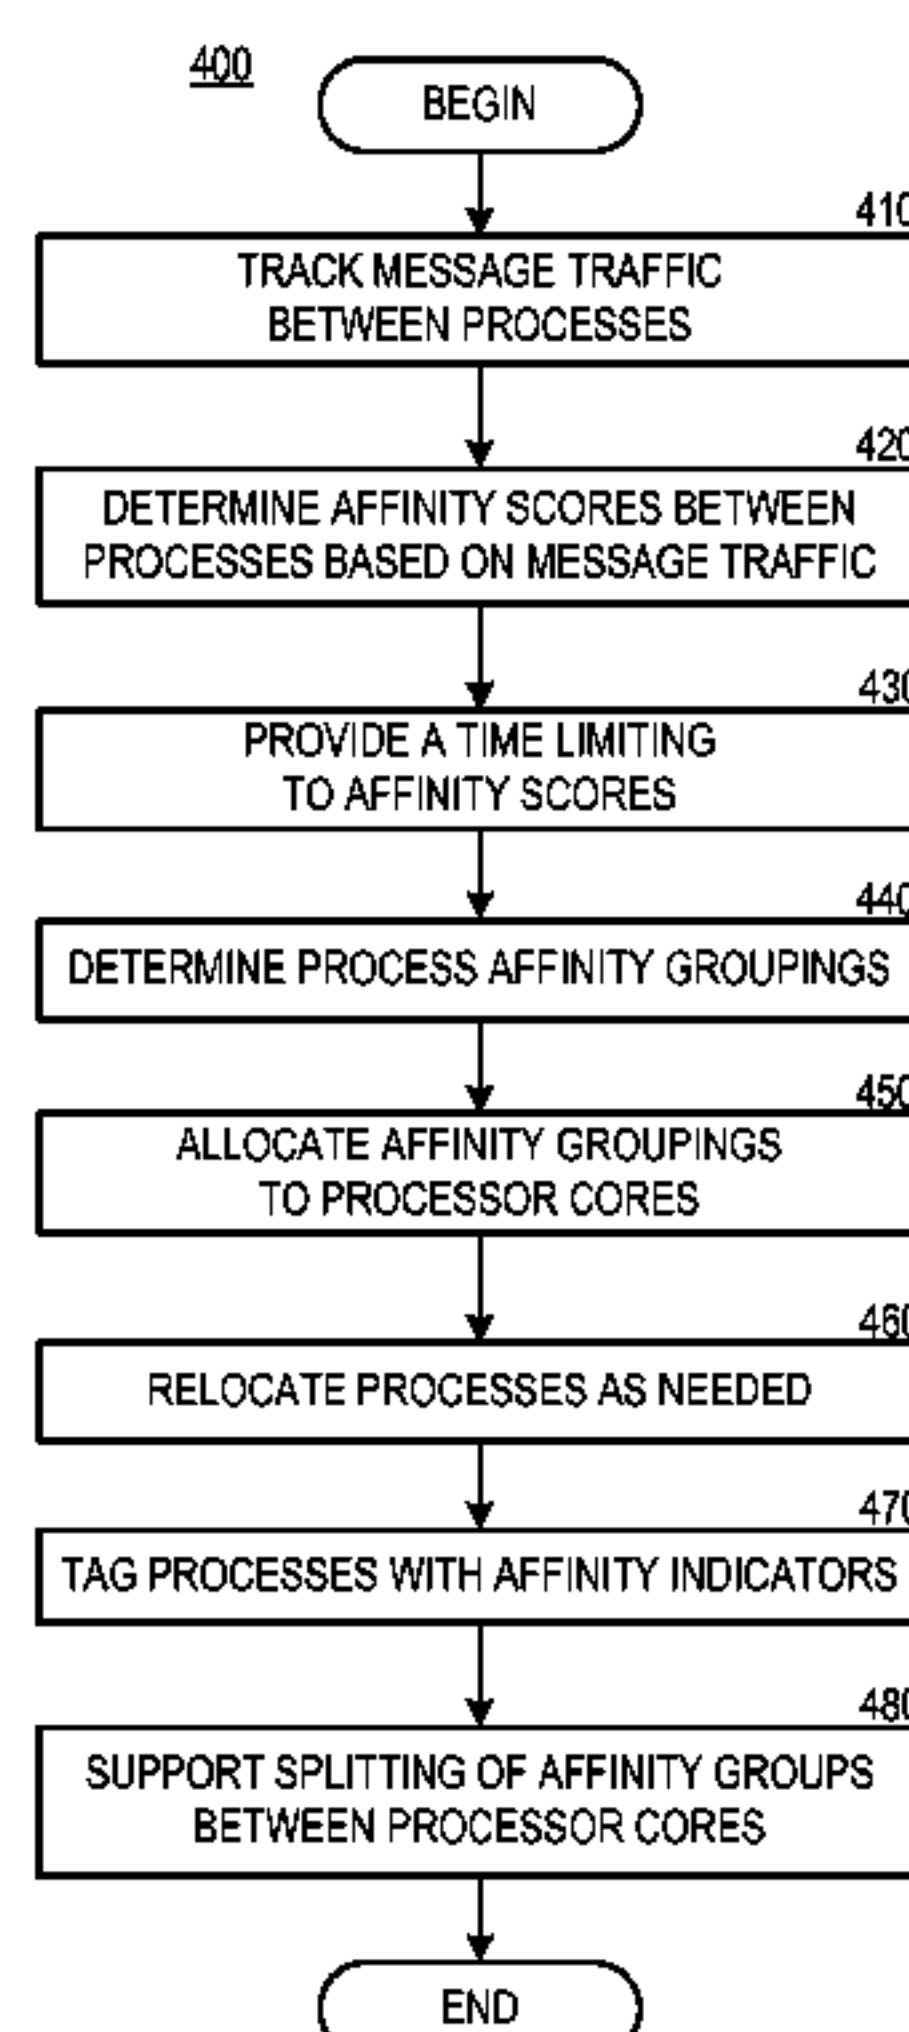 400
BEGIN
410
TRACK MESSAGE TRAFFIC
BETWEEN PROCESSES
420
DETERMINE AFFINITY SCORES BETWEEN
PROCESSES BASED ON MESSAGE TRAFFIC
430
PROVIDE A TIME LIMITING
TO AFFINITY SCORES
440
DETERMINE PROCESS AFFINITY GROUPINGS
450
ALLOCATE AFFINITY GROUPINGS
TO PROCESSOR CORES
460
RELOCATE PROCESSES AS NEEDED
470
TAG PROCESSES WITH AFFINITY INDICATORS
480
SUPPORT SPLITTING OF AFFINITY GROUPS
BETWEEN PROCESSOR CORES
END